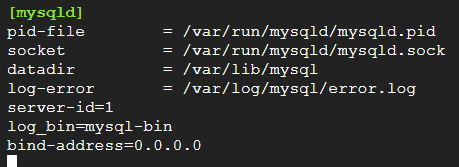 [mysqld]
pid-file        = /var/run/mysqld/mysqld.pid
socket          = /var/run/mysqld/mysqld.sock
datadir         = /var/lib/mysql
log-error       = /var/log/mysql/error.log
server-id=1
log_bin=mysql-bin
bind-address=0.0.0.0